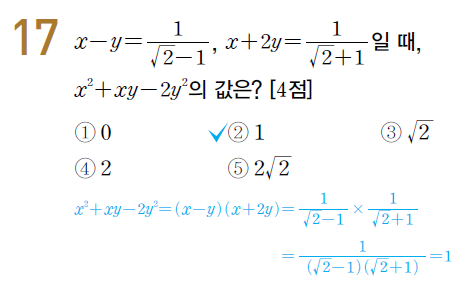 17 x-y=1/(√2-1), x+2y=1/(√2+1)일 때,
x²+xy-2y²의 값은? [4점]
① 0 ✓② 1 ③ √2
④ 2 ⑤ 2√2
x²+xy-2y²=(x-y)(x+2y)=1/(√2-1)×1/(√2+1)
=1/((√2-1)(√2+1))=1